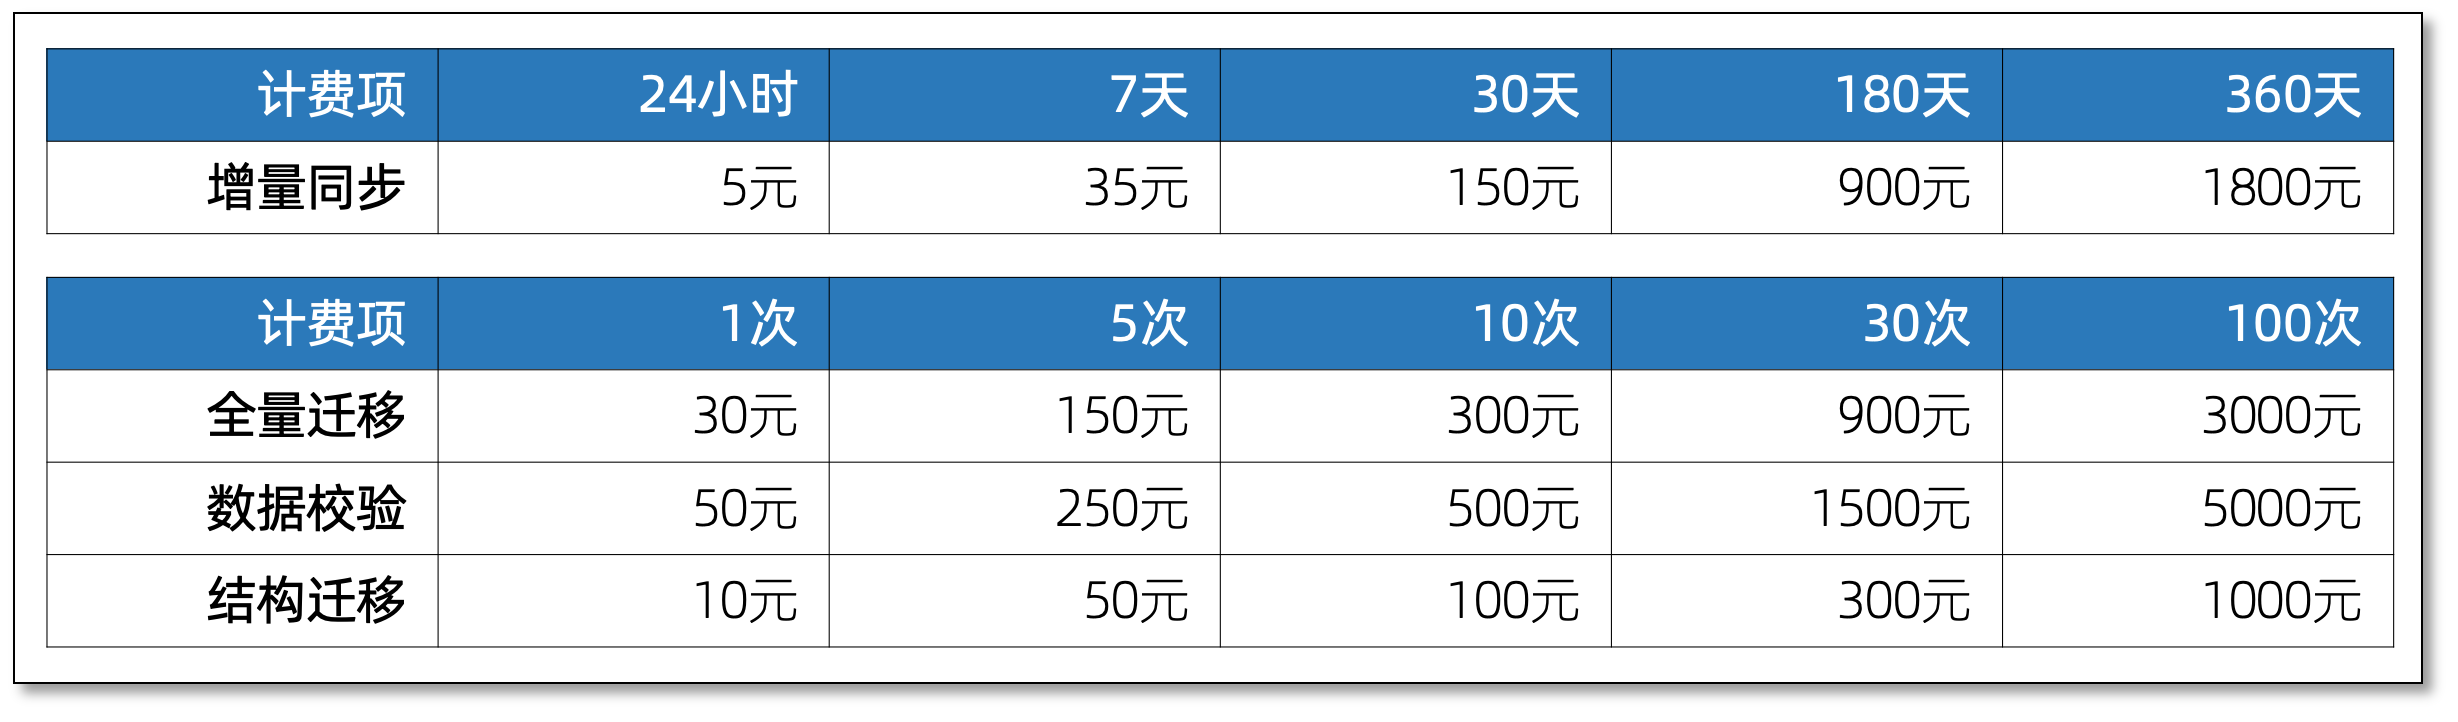 计费项 24小时 7天 30天 180天 360天
增量同步 5元 35元 150元 900元 1800元
计费项 1次 5次 10次 30次 100次
全量迁移 30元 150元 300元 900元 3000元
数据校验 50元 250元 500元 1500元 5000元
结构迁移 10元 50元 100元 300元 1000元